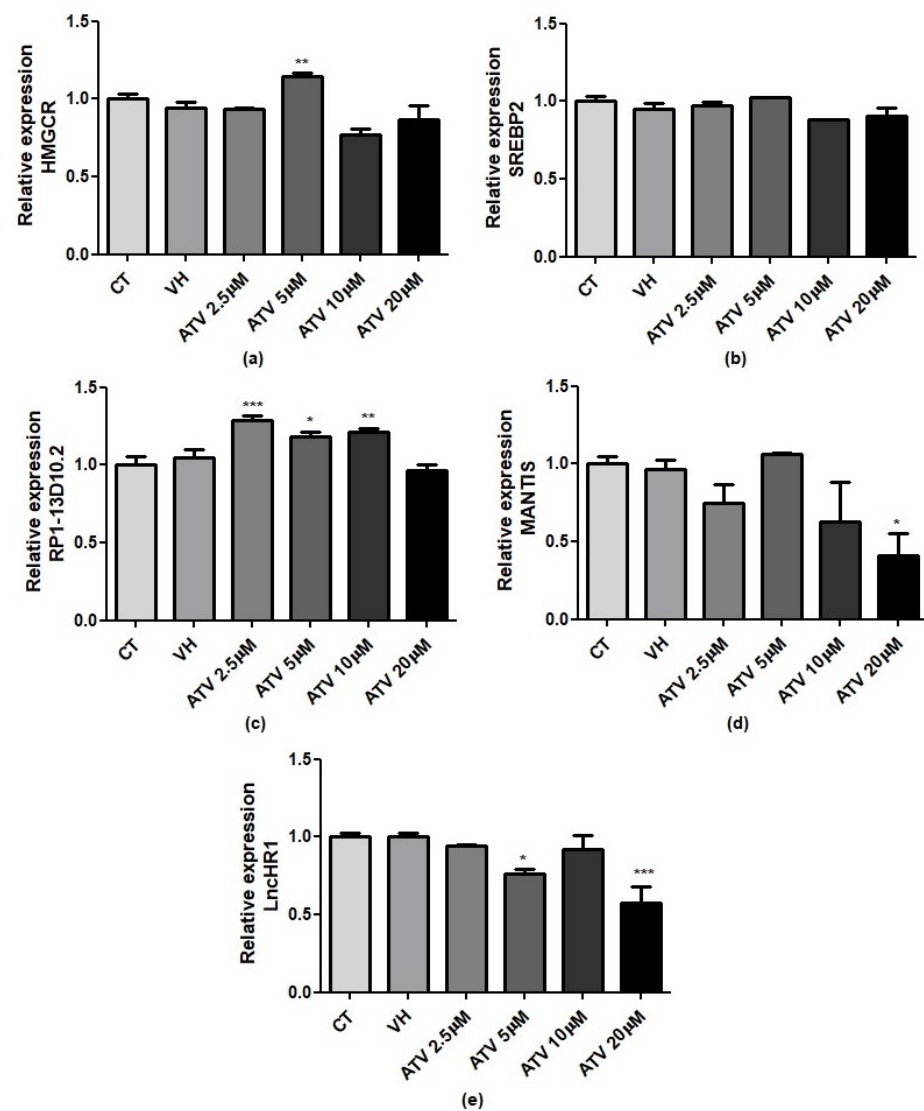 Relative expression
HMGCR
1.5
1.0
0.5
0.0
**
CT
VH
ATV 2.5µM
ATV 5µM
ATV 10µM
ATV 20µM
(a)
Relative expression
SREBP2
1.5
1.0
0.5
0.0
CT
VH
ATV 2.5µM
ATV 5µM
ATV 10µM
ATV 20µM
(b)
Relative expression
RP1-13D10.2
1.5
1.0
0.5
0.0
***
*
**
CT
VH
ATV 2.5µM
ATV 5µM
ATV 10µM
ATV 20µM
(c)
Relative expression
MANTIS
1.5
1.0
0.5
0.0
*
CT
VH
ATV 2.5µM
ATV 5µM
ATV 10µM
ATV 20µM
(d)
Relative expression
LncHR1
1.5
1.0
0.5
0.0
*
***
CT
VH
ATV 2.5µM
ATV 5µM
ATV 10µM
ATV 20µM
(e)